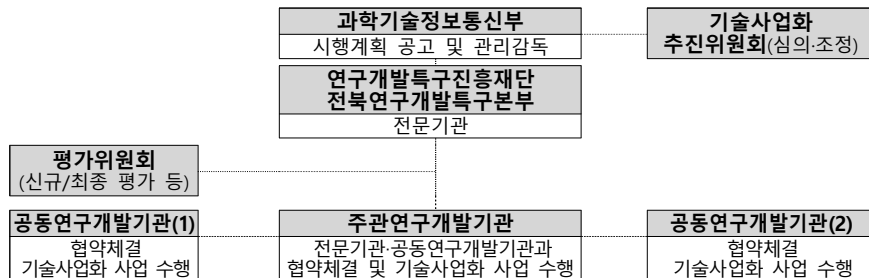 과학기술정보통신부
시행계획 공고 및 관리감독
기술사업화
추진위원회(심의·조정)
연구개발특구진흥재단
전북연구개발특구본부
전문기관
평가위원회
(신규/최종 평가 등)
공동연구개발기관(1)
협약체결
기술사업화 사업 수행
주관연구개발기관
전문기관·공동연구개발기관과
협약체결 및 기술사업화 사업 수행
공동연구개발기관(2)
협약체결
기술사업화 사업 수행